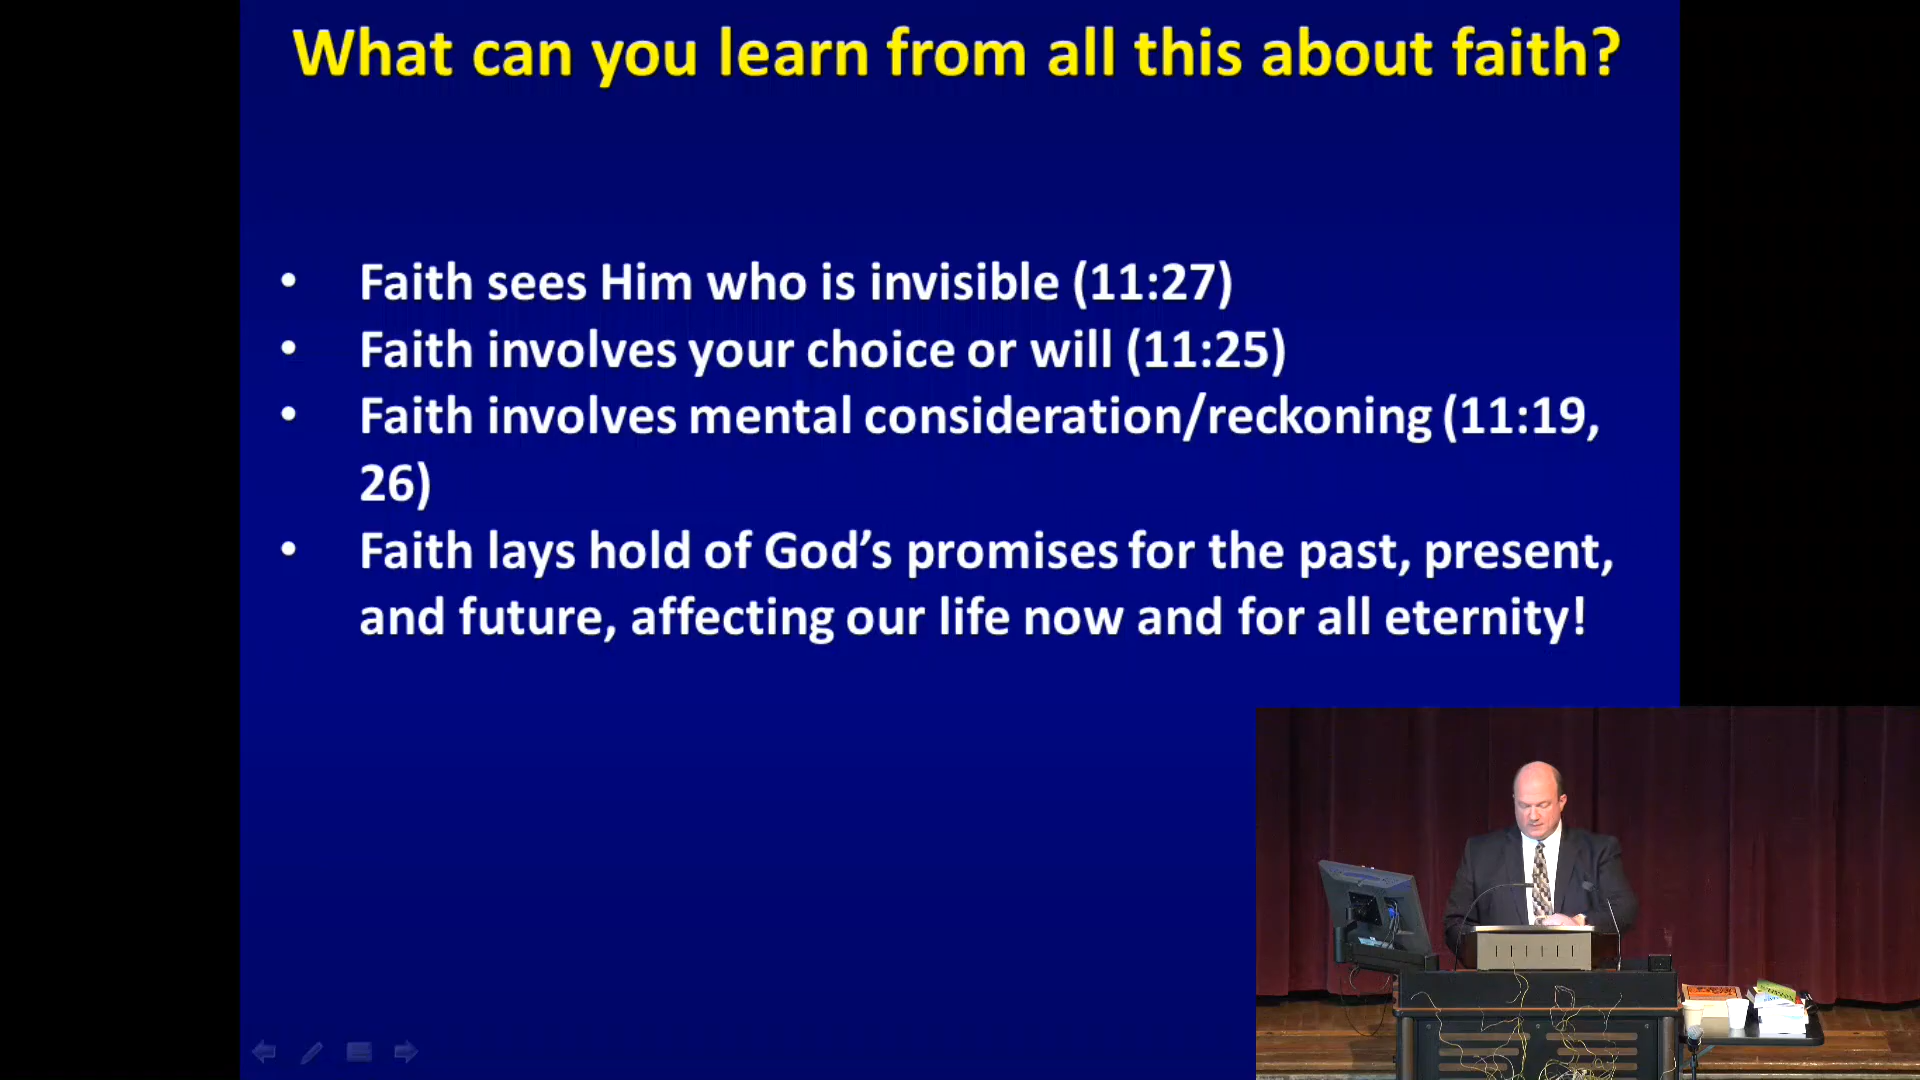 What can you learn from all this about faith?
• Faith sees Him who is invisible (11:27)
• Faith involves your choice or will (11:25)
• Faith involves mental consideration/reckoning (11:19,
26)
• Faith lays hold of God’s promises for the past, present,
and future, affecting our life now and for all eternity!